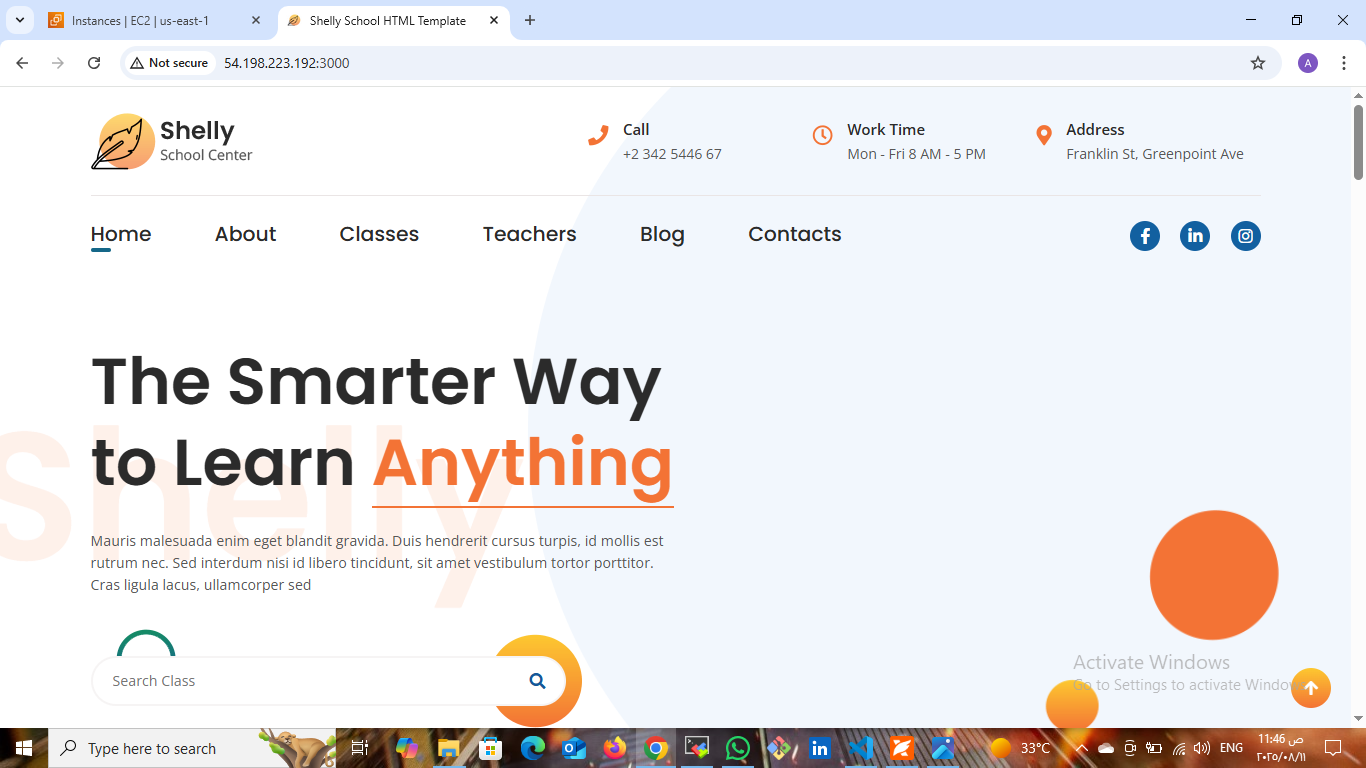 Instances | EC2 | us-east-1
Shelly School HTML Template
Not secure
54.198.223.192:3000
A
Shelly
School Center
Call
+2 342 5446 67
Work Time
Mon - Fri 8 AM - 5 PM
Address
Franklin St, Greenpoint Ave
Home
About
Classes
Teachers
Blog
Contacts
Shelly
The Smarter Way
to Learn Anything
Mauris malesuada enim eget blandit gravida. Duis hendrerit cursus turpis, id mollis est
rutrum nec. Sed interdum nisi id libero tincidunt, sit amet vestibulum tortor porttitor.
Cras ligula lacus, ullamcorper sed
Search Class
Activate Windows
Go to Settings to activate Windows
Type here to search
33°C
ENG
11:46 ص
٢٠٢٥/٠٨/١١